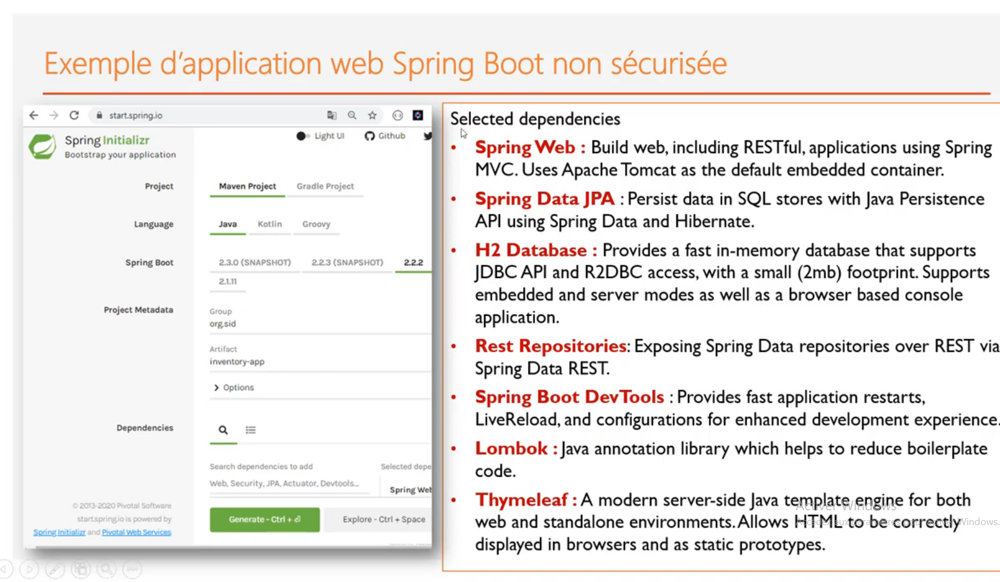 Exemple d'application web Spring Boot non sécurisée
start.spring.io
Spring Initializr
Bootstrap your application
Light UI
Github
Project
Maven Project
Gradle Project
Language
Java
Kotlin
Groovy
Spring Boot
2.3.0 (SNAPSHOT)
2.2.3 (SNAPSHOT)
2.2.2
2.1.11
Project Metadata
Group
org.sid
Artifact
inventory-app
Options
Dependencies
Search dependencies to add
Selected depe
Web, Security, JPA, Actuator, Devtools...
Spring Web
© 2013-2020 Pivotal Software
start.spring.io is powered by
Spring Initializr and Pivotal Web Services
Generate - Ctrl + ⏎
Explore - Ctrl + Space
Selected dependencies
• Spring Web : Build web, including RESTful, applications using Spring
MVC. Uses Apache Tomcat as the default embedded container.
• Spring Data JPA : Persist data in SQL stores with Java Persistence
API using Spring Data and Hibernate.
• H2 Database : Provides a fast in-memory database that supports
JDBC API and R2DBC access, with a small (2mb) footprint. Supports
embedded and server modes as well as a browser based console
application.
• Rest Repositories: Exposing Spring Data repositories over REST via
Spring Data REST.
• Spring Boot DevTools : Provides fast application restarts,
LiveReload, and configurations for enhanced development experience.
• Lombok : Java annotation library which helps to reduce boilerplate
code.
• Thymeleaf : A modern server-side Java template engine for both
web and standalone environments. Allows HTML to be correctly
displayed in browsers and as static prototypes.
Activer Windows
Accédez aux paramètres pour activer Windows.